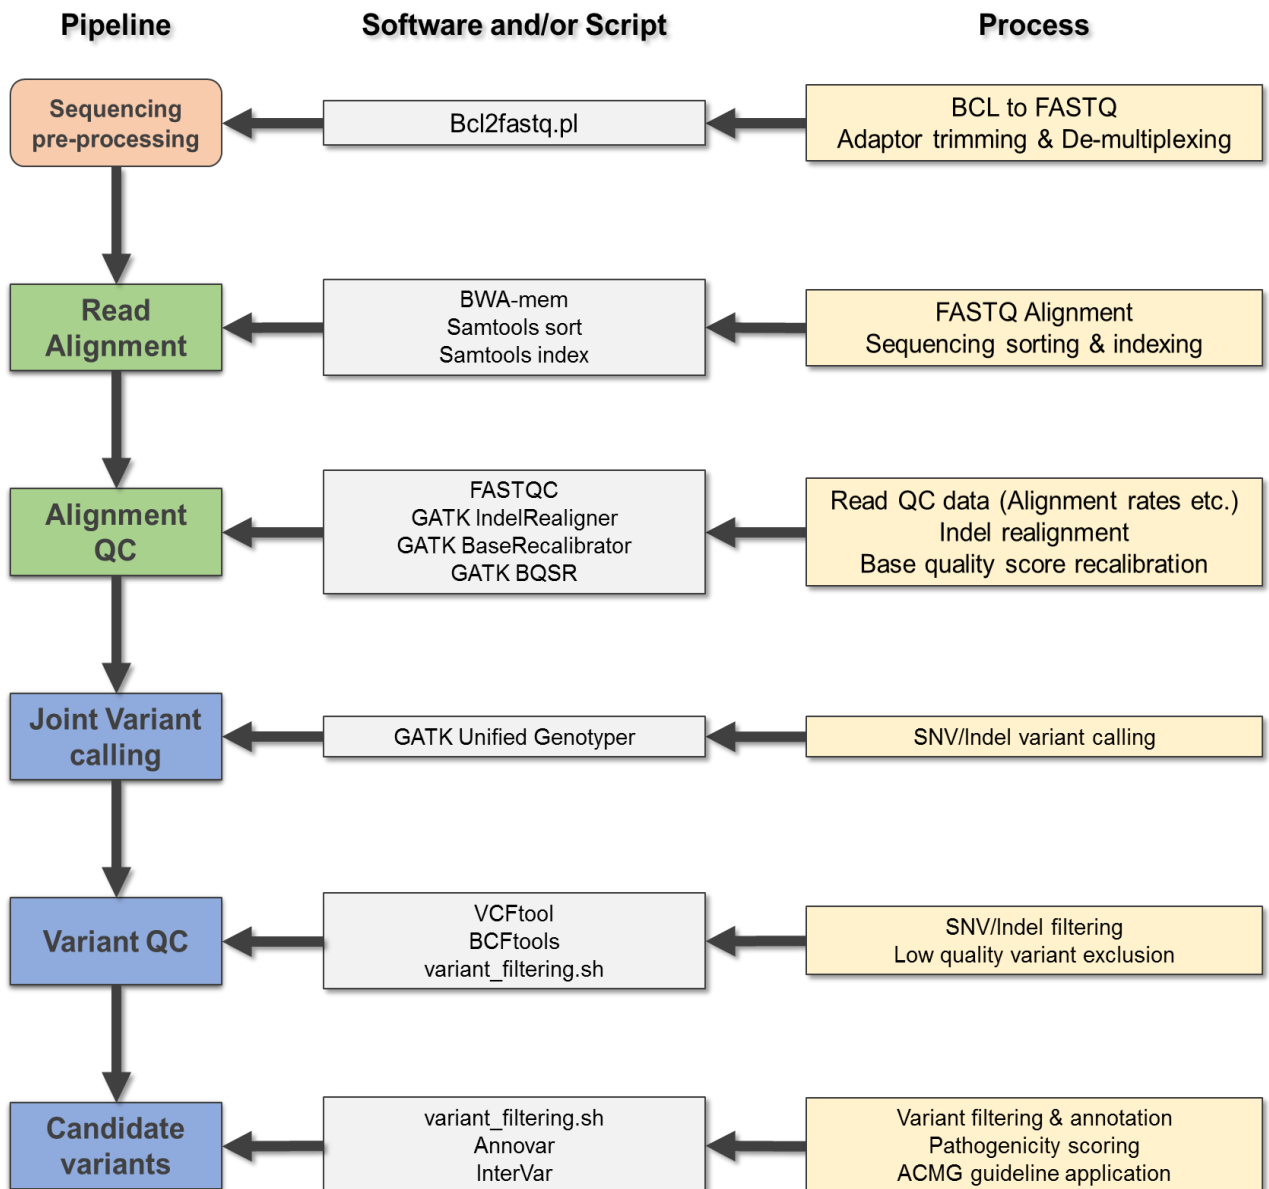 Pipeline
Software and/or Script
Process
Sequencing
pre-processing
Bcl2fastq.pl
BCL to FASTQ
Adaptor trimming & De-multiplexing
Read
Alignment
BWA-mem
Samtools sort
Samtools index
FASTQ Alignment
Sequencing sorting & indexing
Alignment
QC
FASTQC
GATK IndelRealigner
GATK BaseRecalibrator
GATK BQSR
Read QC data (Alignment rates etc.)
Indel realignment
Base quality score recalibration
Joint Variant
calling
GATK Unified Genotyper
SNV/Indel variant calling
Variant QC
VCFtool
BCFtools
variant_filtering.sh
SNV/Indel filtering
Low quality variant exclusion
Candidate
variants
variant_filtering.sh
Annovar
InterVar
Variant filtering & annotation
Pathogenicity scoring
ACMG guideline application